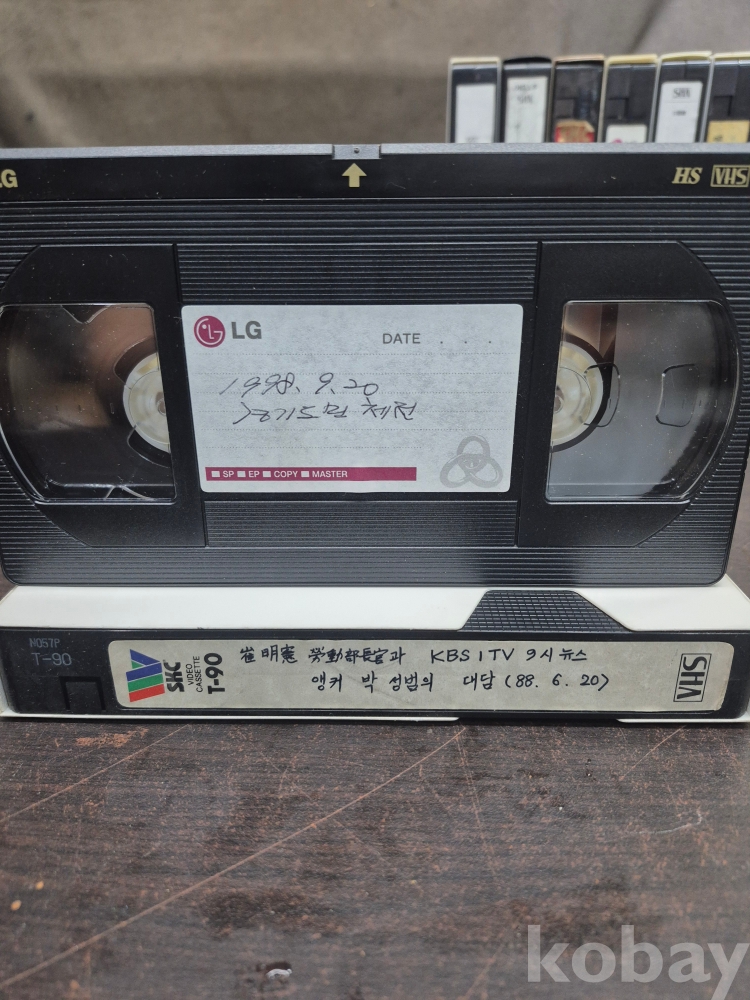 LG
HS VHS
LG
DATE . . .
1998. 9. 20
SP EP COPY MASTER
N057P
T-90
SKC
VIDEO CASSETTE
T-90
崔明憲 勞動部長官과 KBS 1TV 9시 뉴스
앵커 박성범의 대담 (88. 6. 20)
VHS
kobay